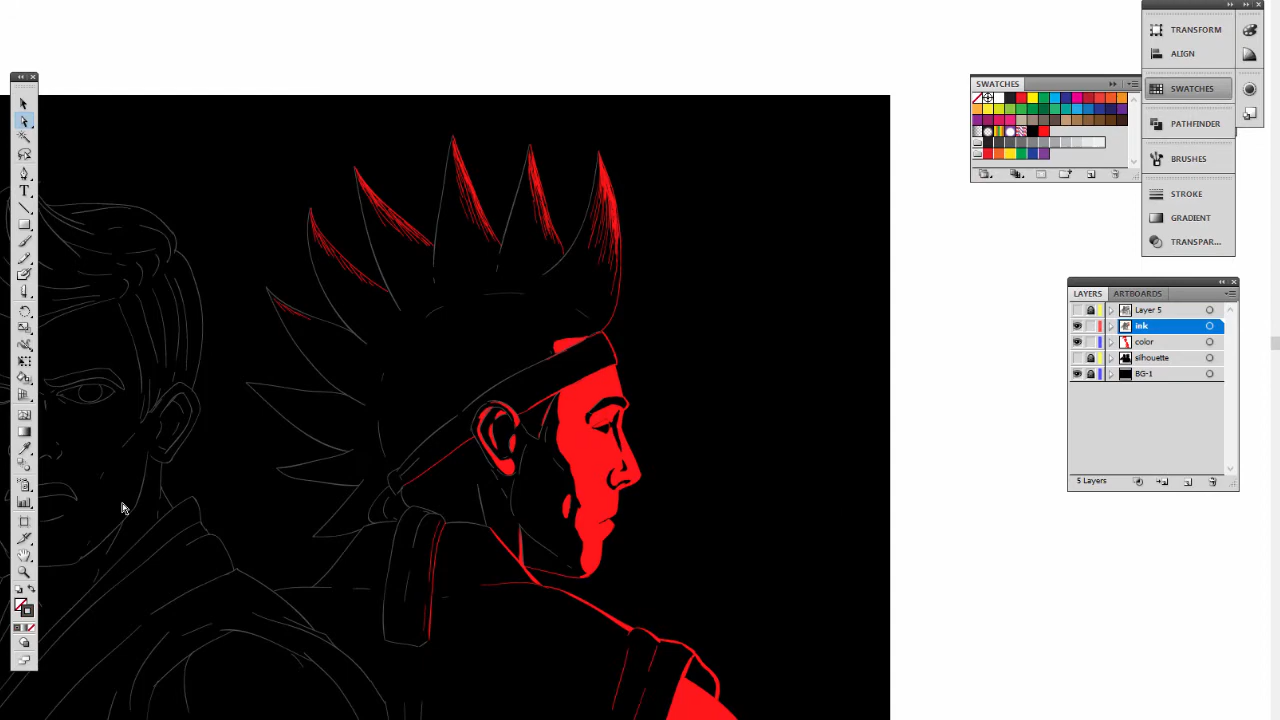 TRANSFORM
ALIGN
SWATCHES
SWATCHES
PATHFINDER
BRUSHES
STROKE
GRADIENT
TRANSPAR...
LAYERS
ARTBOARDS
Layer 5
ink
color
silhouette
BG-1
5 Layers